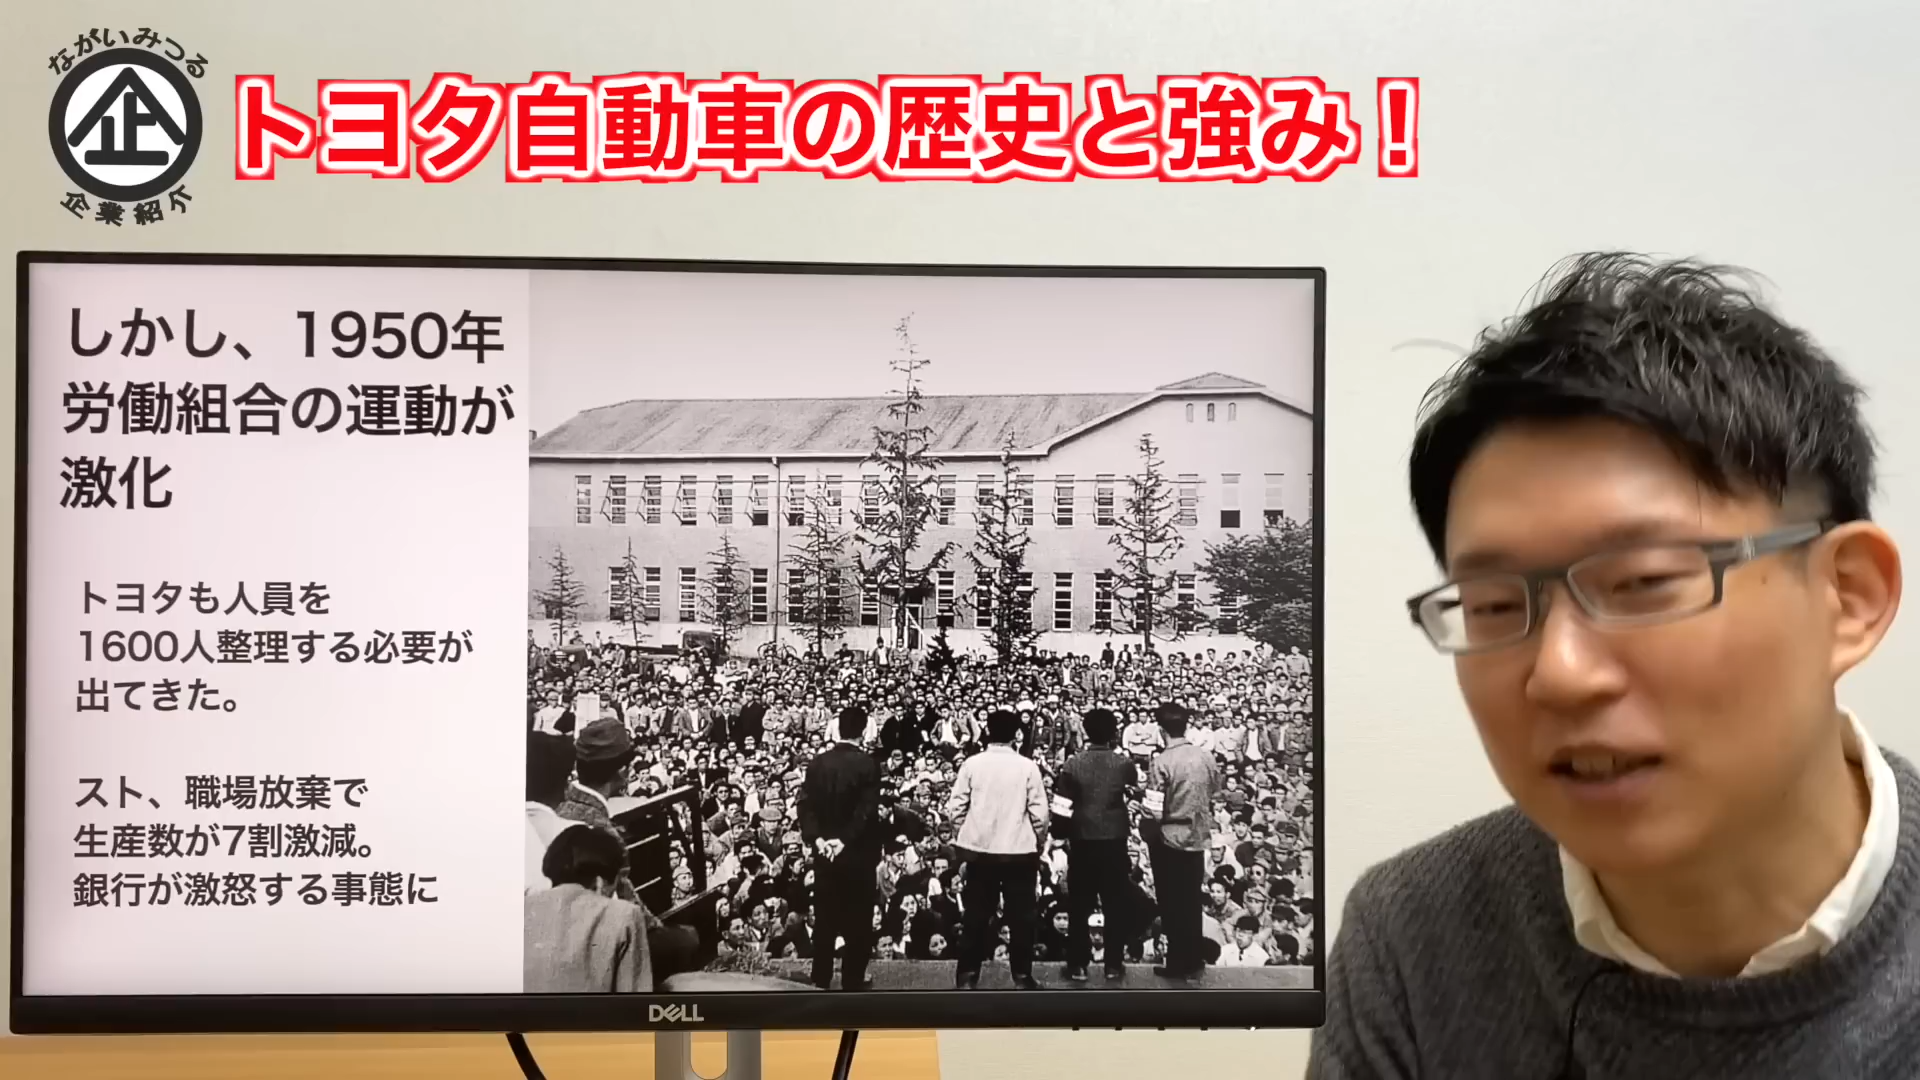 ながいみつる
企
企業紹介
トヨタ自動車の歴史と強み！
しかし、1950年
労働組合の運動が
激化
トヨタも人員を
1600人整理する必要が
出てきた。
スト、職場放棄で
生産数が7割激減。
銀行が激怒する事態に
DELL